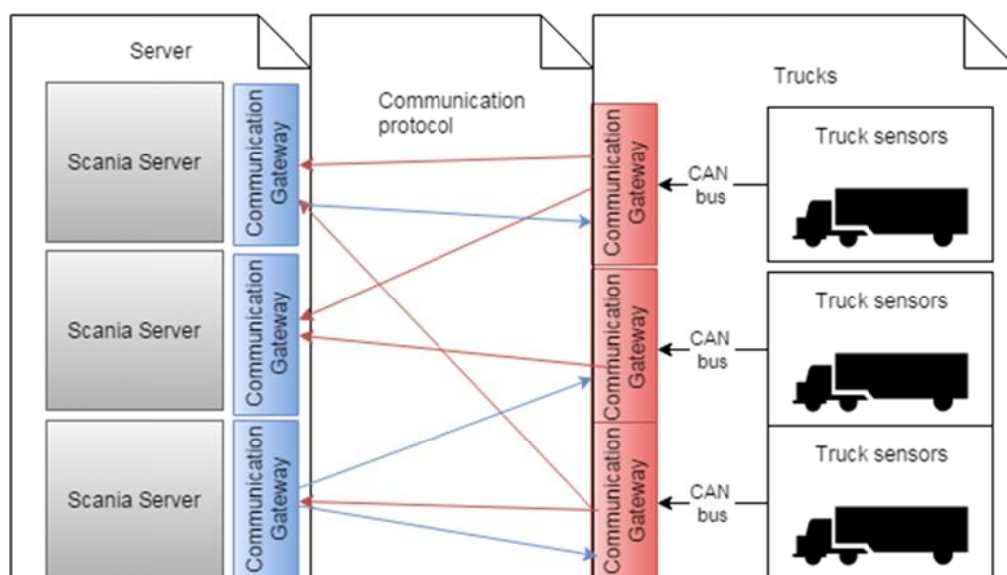 Server
Communication
protocol
Trucks
Scania Server
Communication
Gateway
Communication
Gateway
CAN
bus
Truck sensors
Scania Server
Communication
Gateway
Communication
Gateway
CAN
bus
Truck sensors
Scania Server
Communication
Gateway
Communication
Gateway
CAN
bus
Truck sensors